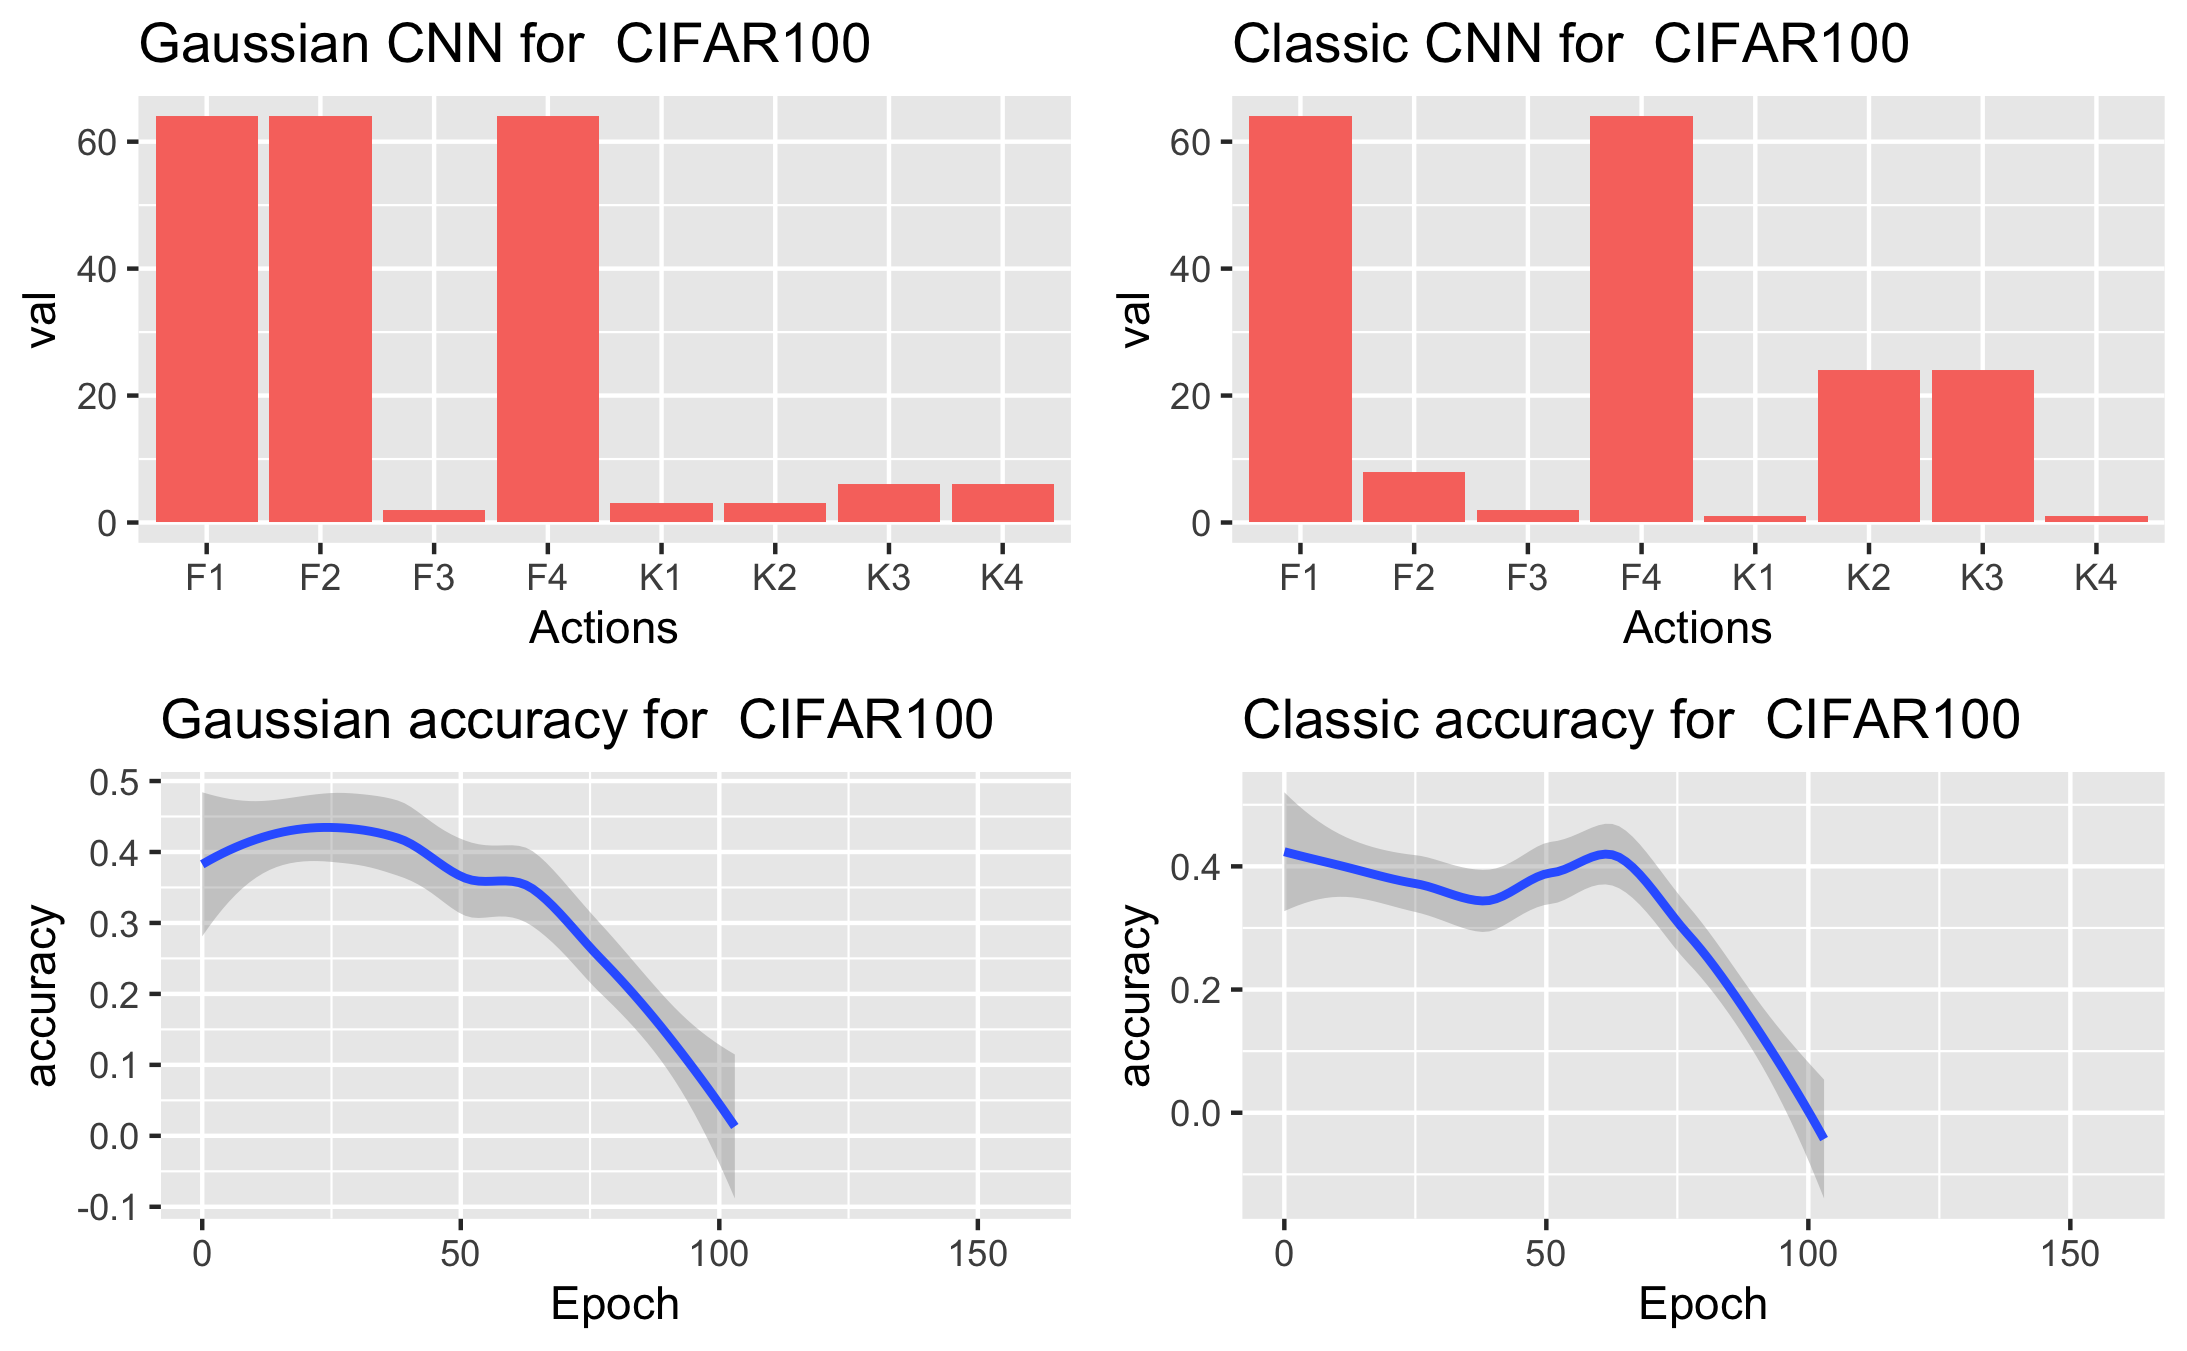 Gaussian CNN for  CIFAR100
val
60
40
20
0
F1 F2 F3 F4 K1 K2 K3 K4
Actions
Classic CNN for  CIFAR100
val
60
40
20
0
F1 F2 F3 F4 K1 K2 K3 K4
Actions
Gaussian accuracy for  CIFAR100
accuracy
0.5
0.4
0.3
0.2
0.1
0.0
-0.1
0 50 100 150
Epoch
Classic accuracy for  CIFAR100
accuracy
0.4
0.2
0.0
0 50 100 150
Epoch